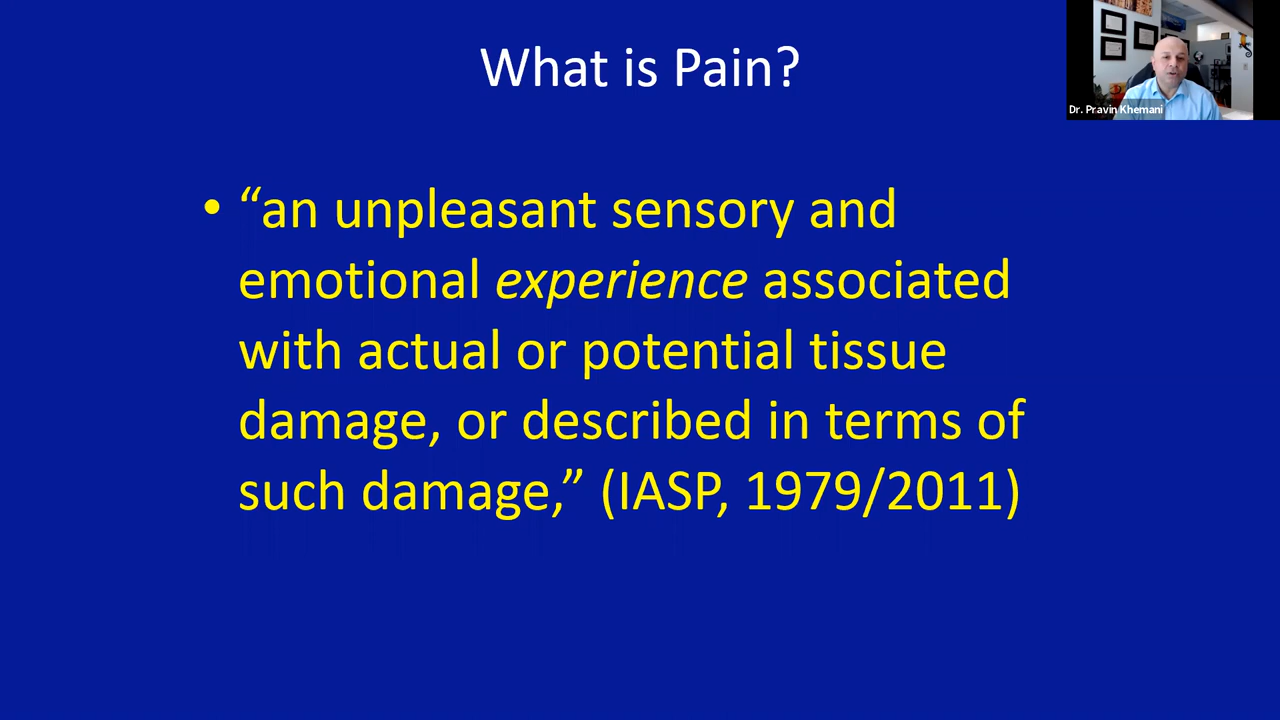 What is Pain?
Dr. Pravin Khemani
• “an unpleasant sensory and
emotional experience associated
with actual or potential tissue
damage, or described in terms of
such damage,” (IASP, 1979/2011)